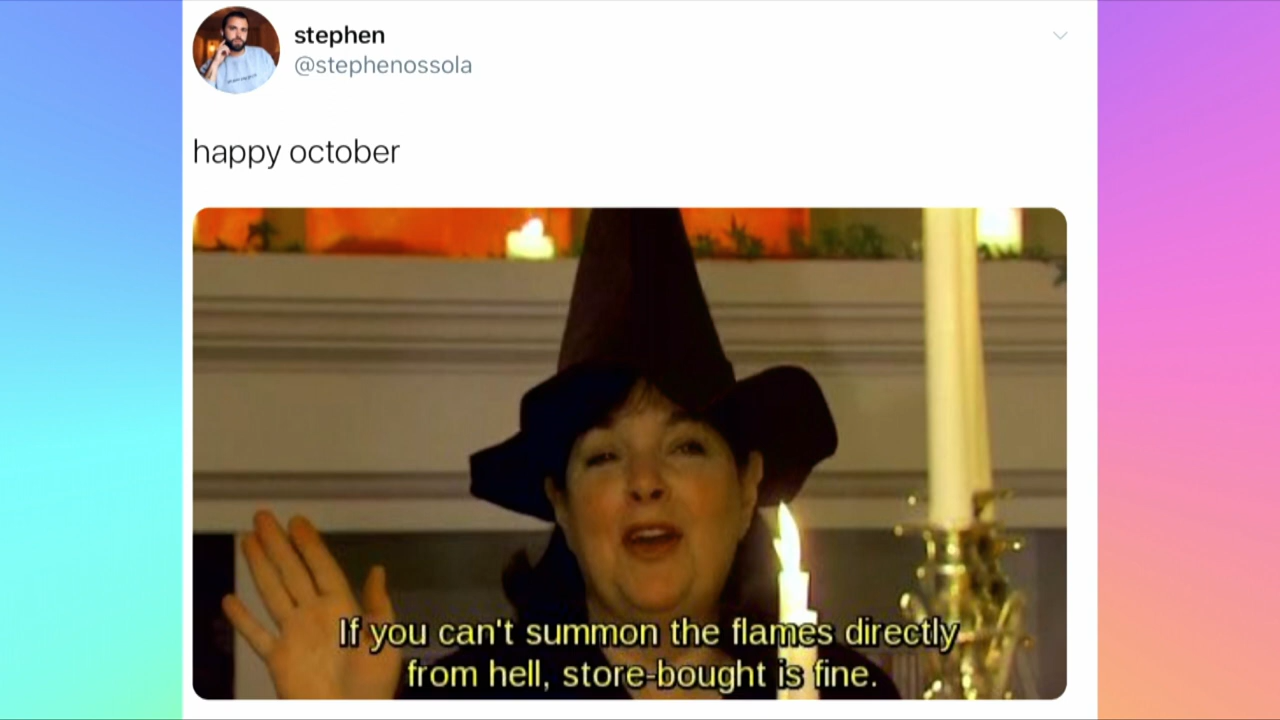 stephen
@stephenossola
happy october
If you can't summon the flames directly
from hell, store-bought is fine.